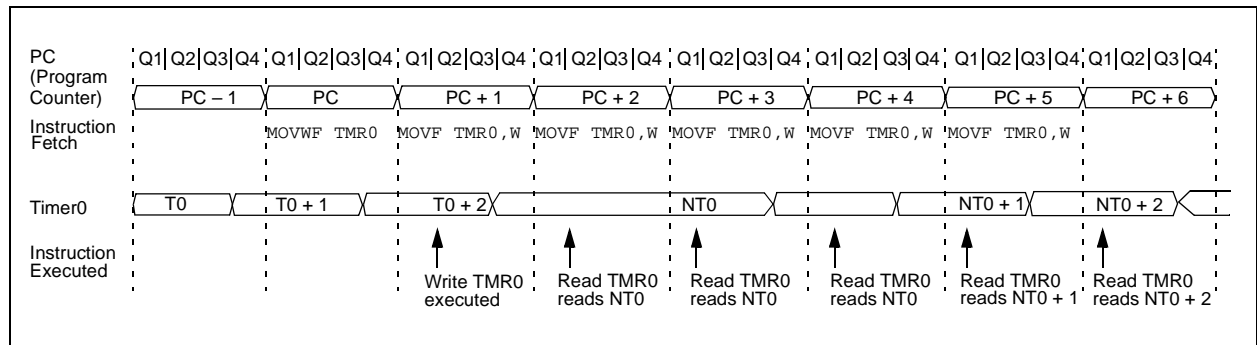 PC (Program Counter)
Q1 Q2 Q3 Q4 Q1 Q2 Q3 Q4 Q1 Q2 Q3 Q4 Q1 Q2 Q3 Q4 Q1 Q2 Q3 Q4 Q1 Q2 Q3 Q4 Q1 Q2 Q3 Q4 Q1 Q2 Q3 Q4
PC – 1 PC PC + 1 PC + 2 PC + 3 PC + 4 PC + 5 PC + 6
Instruction Fetch
MOVWF TMR0 MOVF TMR0,W MOVF TMR0,W MOVF TMR0,W MOVF TMR0,W MOVF TMR0,W
Timer0 T0 T0 + 1 T0 + 2 NT0 NT0 + 1 NT0 + 2
Instruction Executed
Write TMR0 executed
Read TMR0 reads NT0
Read TMR0 reads NT0
Read TMR0 reads NT0
Read TMR0 reads NT0 + 1
Read TMR0 reads NT0 + 2